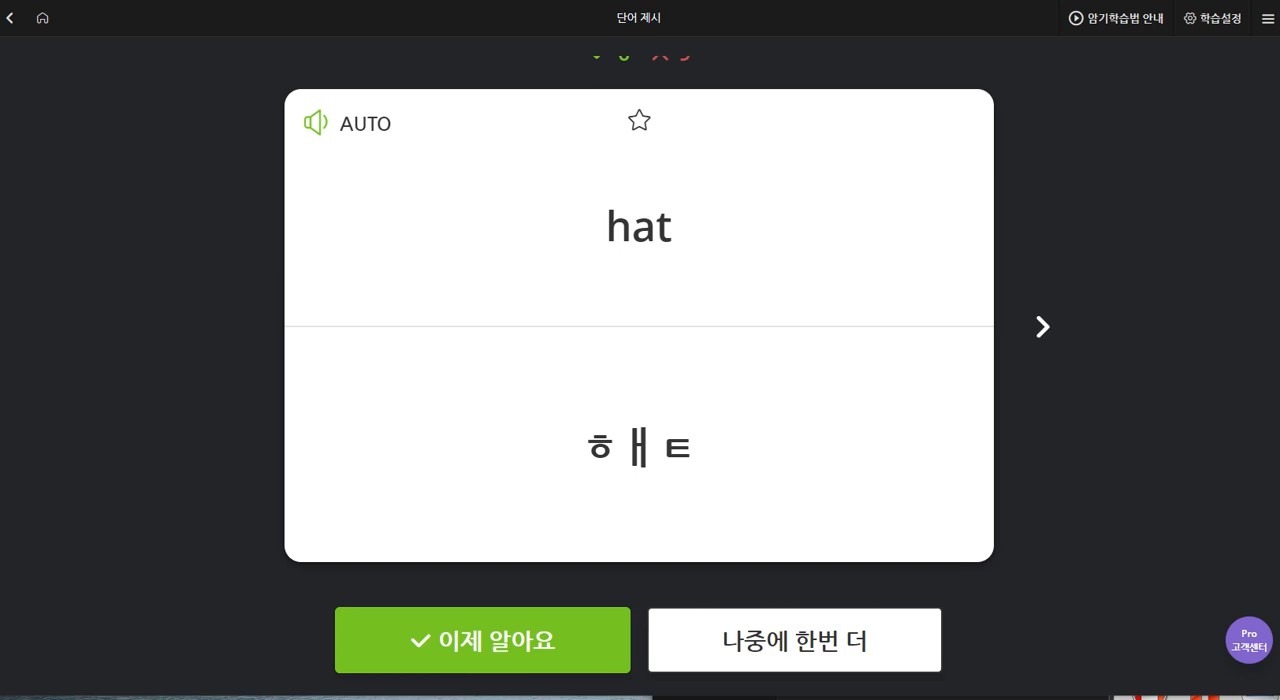 단어 제시
암기학습법 안내
학습설정
AUTO
hat
ㅎ ㅐ ㅌ
이제 알아요
나중에 한번 더
Pro
고객센터